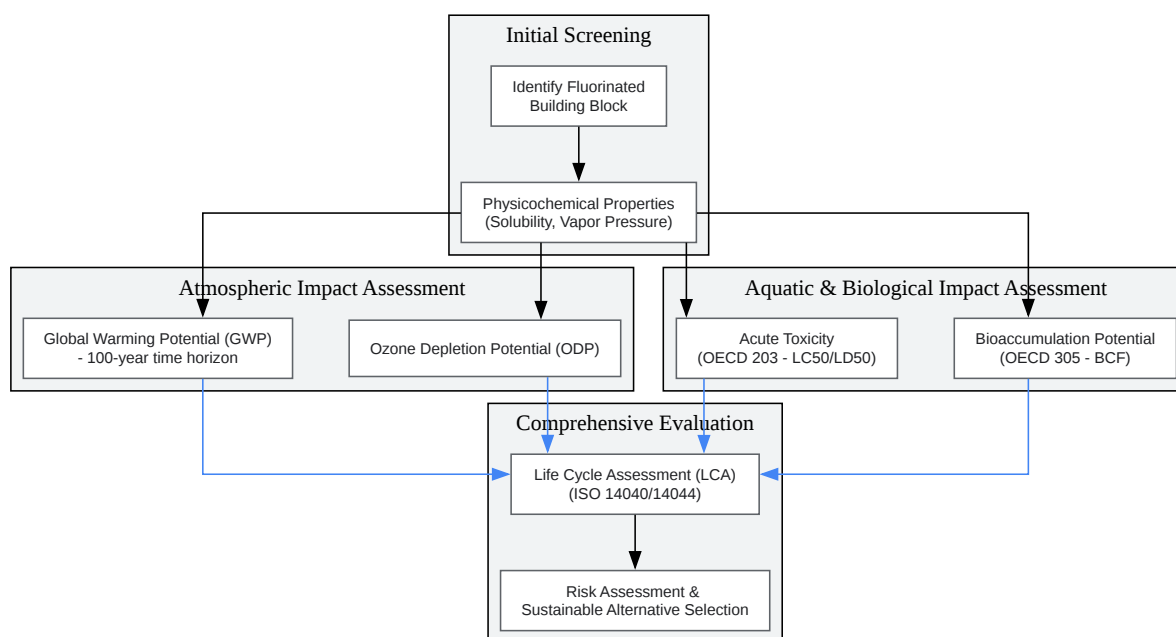 Initial Screening
Identify Fluorinated
Building Block
Physicochemical Properties
(Solubility, Vapor Pressure)
Atmospheric Impact Assessment
Global Warming Potential (GWP)
- 100-year time horizon
Ozone Depletion Potential (ODP)
Aquatic & Biological Impact Assessment
Acute Toxicity
(OECD 203 - LC50/LD50)
Bioaccumulation Potential
(OECD 305 - BCF)
Comprehensive Evaluation
Life Cycle Assessment (LCA)
(ISO 14040/14044)
Risk Assessment &
Sustainable Alternative Selection